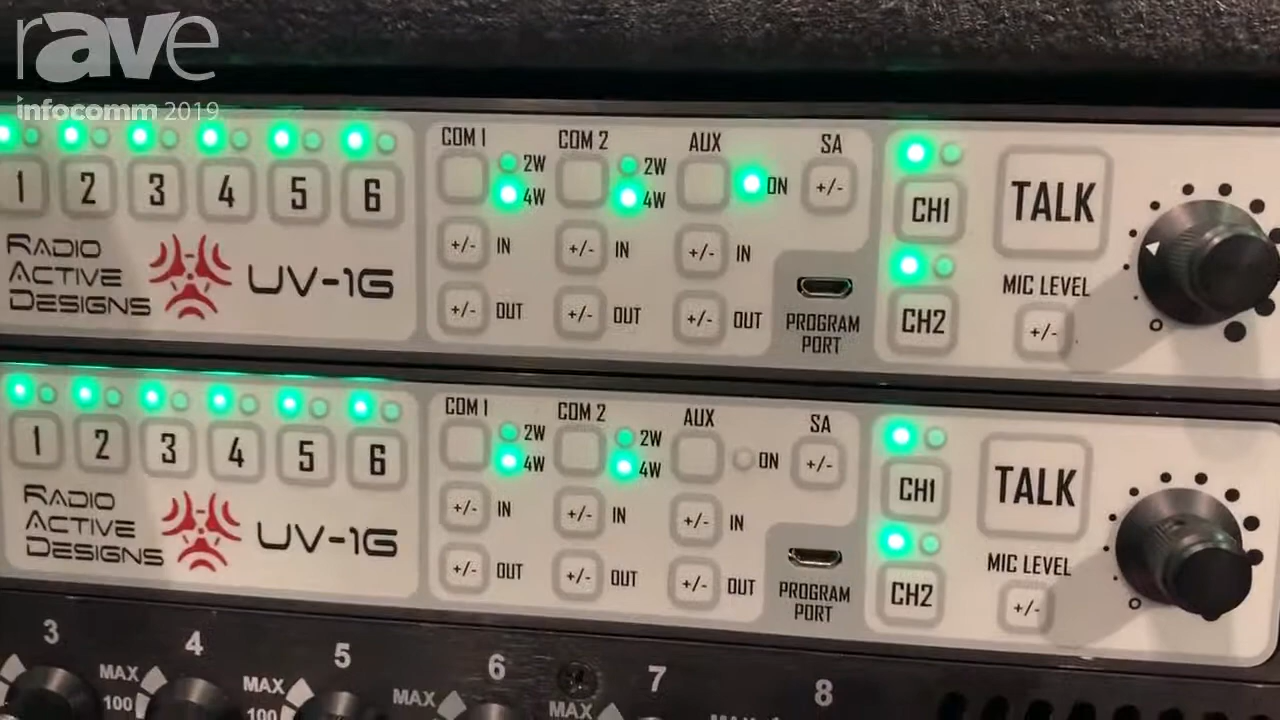 rAVe
infocomm 2019
COM 1 COM 2 AUX SA
2W 2W
4W 4W ON +/-
1 2 3 4 5 6
CH1 TALK
+/- IN +/- IN +/- IN
RADIO
ACTIVE
DESIGNS
UV-1G
+/- OUT +/- OUT +/- OUT
PROGRAM
PORT
CH2
MIC LEVEL
+/-
COM 1 COM 2 AUX SA
2W 2W
4W 4W ON +/-
1 2 3 4 5 6
CH1 TALK
+/- IN +/- IN +/- IN
RADIO
ACTIVE
DESIGNS
UV-1G
+/- OUT +/- OUT +/- OUT
PROGRAM
PORT
CH2
MIC LEVEL
+/-
3 4 5 6 7 8
MAX MAX MAX MAX
100 100